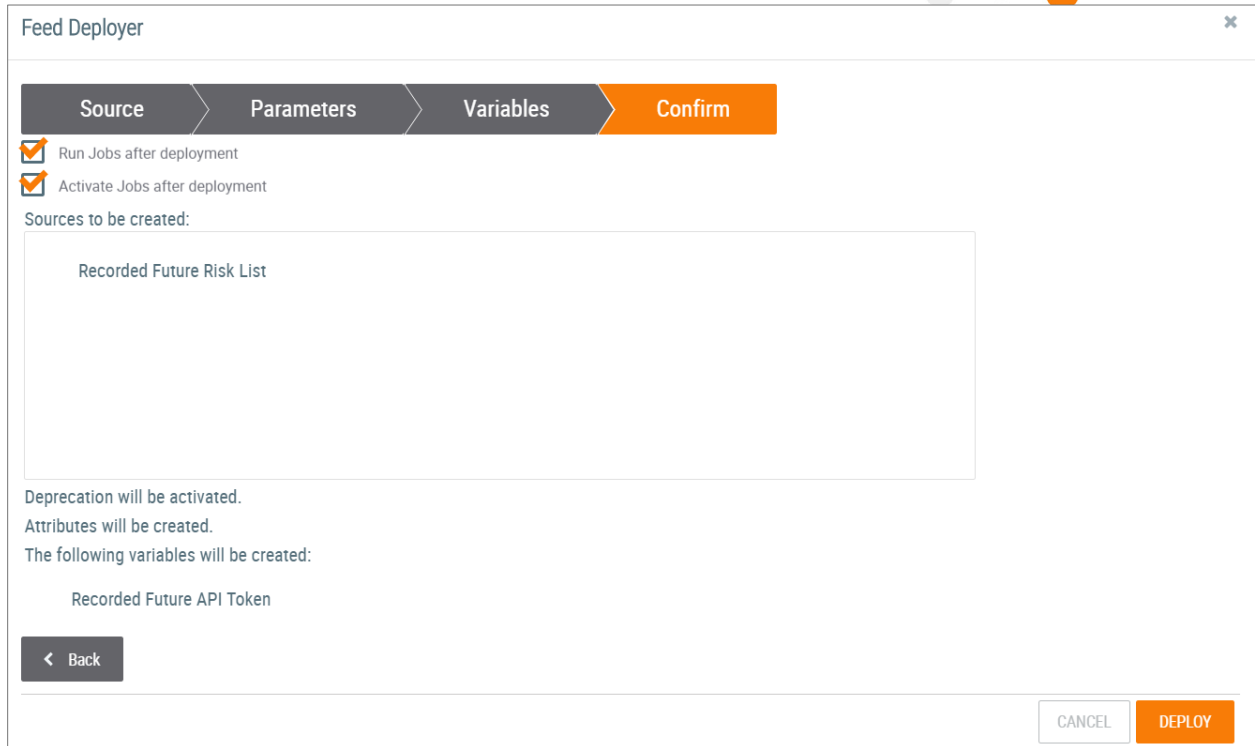 Feed Deployer
Source Parameters Variables Confirm
Run Jobs after deployment
Activate Jobs after deployment
Sources to be created:
Recorded Future Risk List
Deprecation will be activated.
Attributes will be created.
The following variables will be created:
Recorded Future API Token
Back
CANCEL DEPLOY